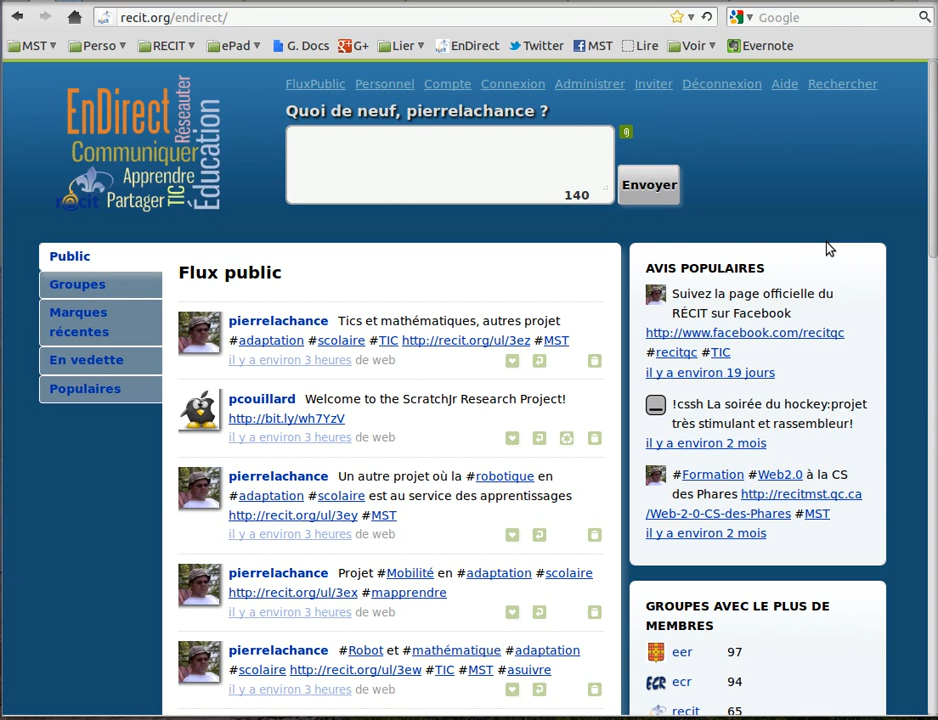 recit.org/endirect/
Google
MST Perso RECIT ePad G. Docs G+ Lier EnDirect Twitter MST Lire Voir Evernote
EnDirect
Réseauter
Éducation
Communiquer
Apprendre
récit Partager TIC
FluxPublic Personnel Compte Connexion Administrer Inviter Déconnexion Aide Rechercher
Quoi de neuf, pierrelachance ?
140
Envoyer
Public
Groupes
Marques
récentes
En vedette
Populaires
Flux public
pierrelachance Tics et mathématiques, autres projet
#adaptation #scolaire #TIC http://recit.org/ul/3ez #MST
il y a environ 3 heures de web
pcouillard Welcome to the ScratchJr Research Project!
http://bit.ly/wh7YzV
il y a environ 3 heures de web
pierrelachance Un autre projet où la #robotique en
#adaptation #scolaire est au service des apprentissages
http://recit.org/ul/3ey #MST
il y a environ 3 heures de web
pierrelachance Projet #Mobilité en #adaptation #scolaire
http://recit.org/ul/3ex #mapprendre
il y a environ 3 heures de web
pierrelachance #Robot et #mathématique #adaptation
#scolaire http://recit.org/ul/3ew #TIC #MST #asuivre
il y a environ 3 heures de web
AVIS POPULAIRES
Suivez la page officielle du
RÉCIT sur Facebook
http://www.facebook.com/recitqc
#recitqc #TIC
il y a environ 19 jours
!cssh La soirée du hockey:projet
très stimulant et rassembleur!
il y a environ 2 mois
#Formation #Web2.0 à la CS
des Phares http://recitmst.qc.ca
/Web-2-0-CS-des-Phares #MST
il y a environ 2 mois
GROUPES AVEC LE PLUS DE
MEMBRES
eer 97
ECR ecr 94
recit 65